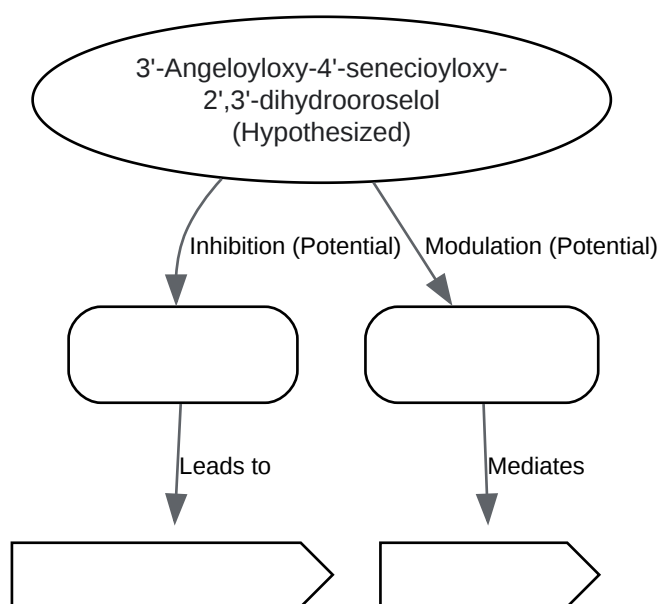 3'-Angeloyloxy-4'-senecioyloxy-
2',3'-dihydrooroselol
(Hypothesized)
Inhibition (Potential)
Modulation (Potential)
Leads to
Mediates